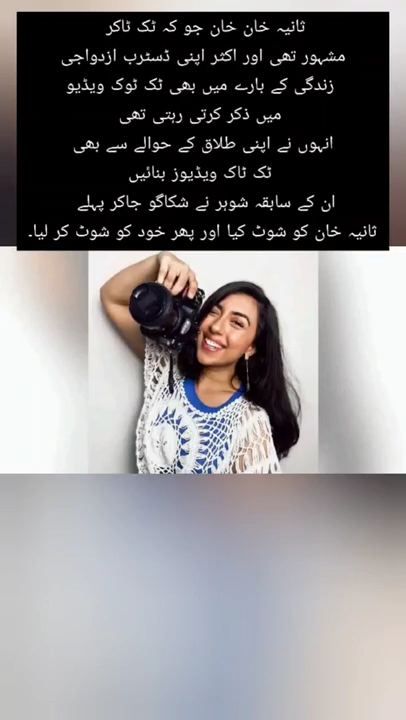 ثانیہ خان خان جو کہ ٹک ٹاکر
مشہور تھی اور اکثر اپنی ڈسٹرب ازدواجی
زندگی کے بارے میں بھی ٹک ٹوک ویڈیو
میں ذکر کرتی رہتی تھی
انہوں نے اپنی طلاق کے حوالے سے بھی
ٹک ٹاک ویڈیوز بنائیں
ان کے سابقہ شوہر نے شکاگو جاکر پہلے
ثانیہ خان کو شوٹ کیا اور پھر خود کو شوٹ کر لیا۔